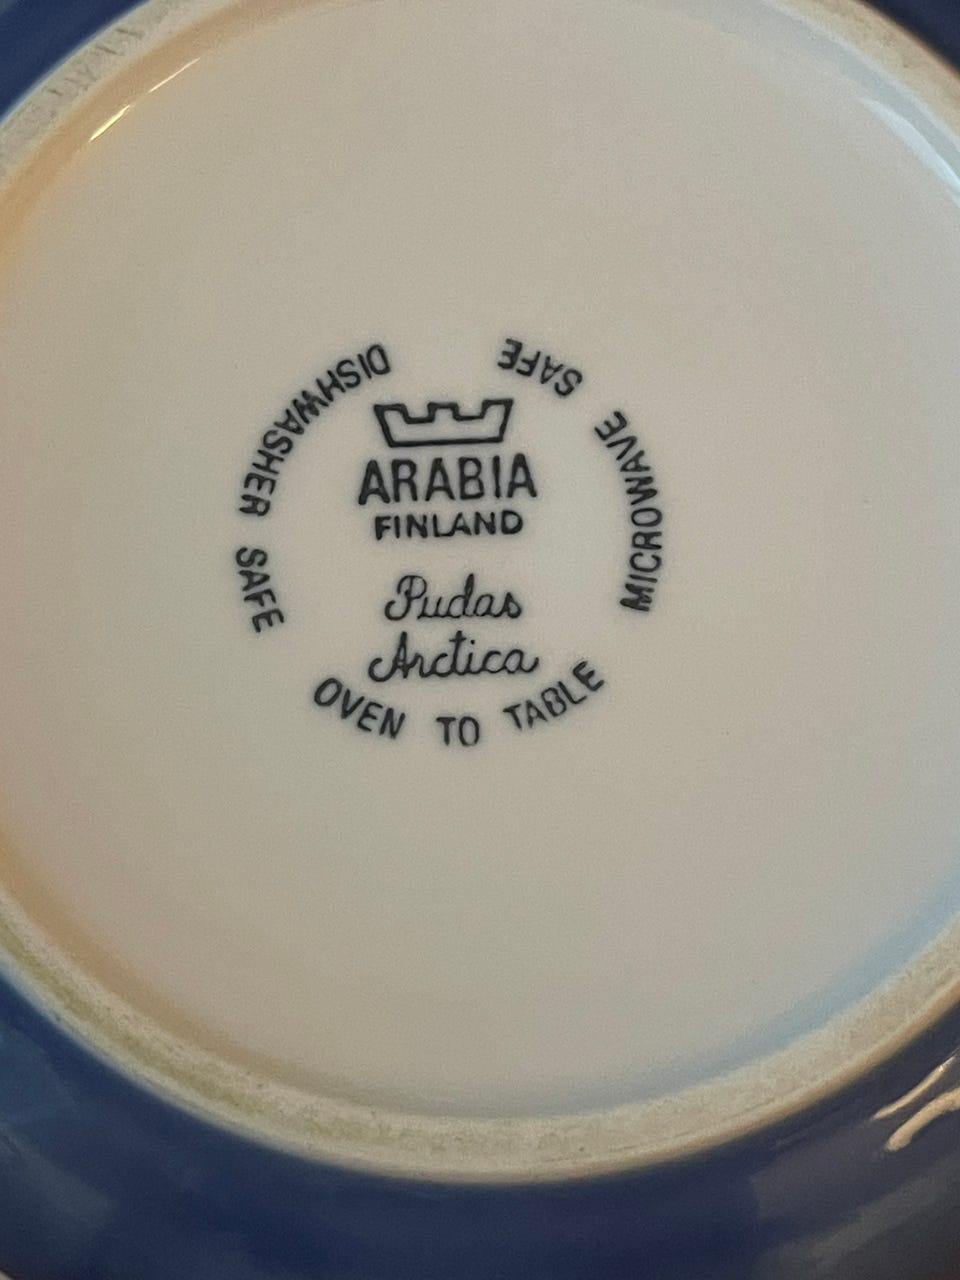 ARABIA
FINLAND
Pudas
Arctica
DISHWASHER SAFE
OVEN TO TABLE
MICROWAVE SAFE